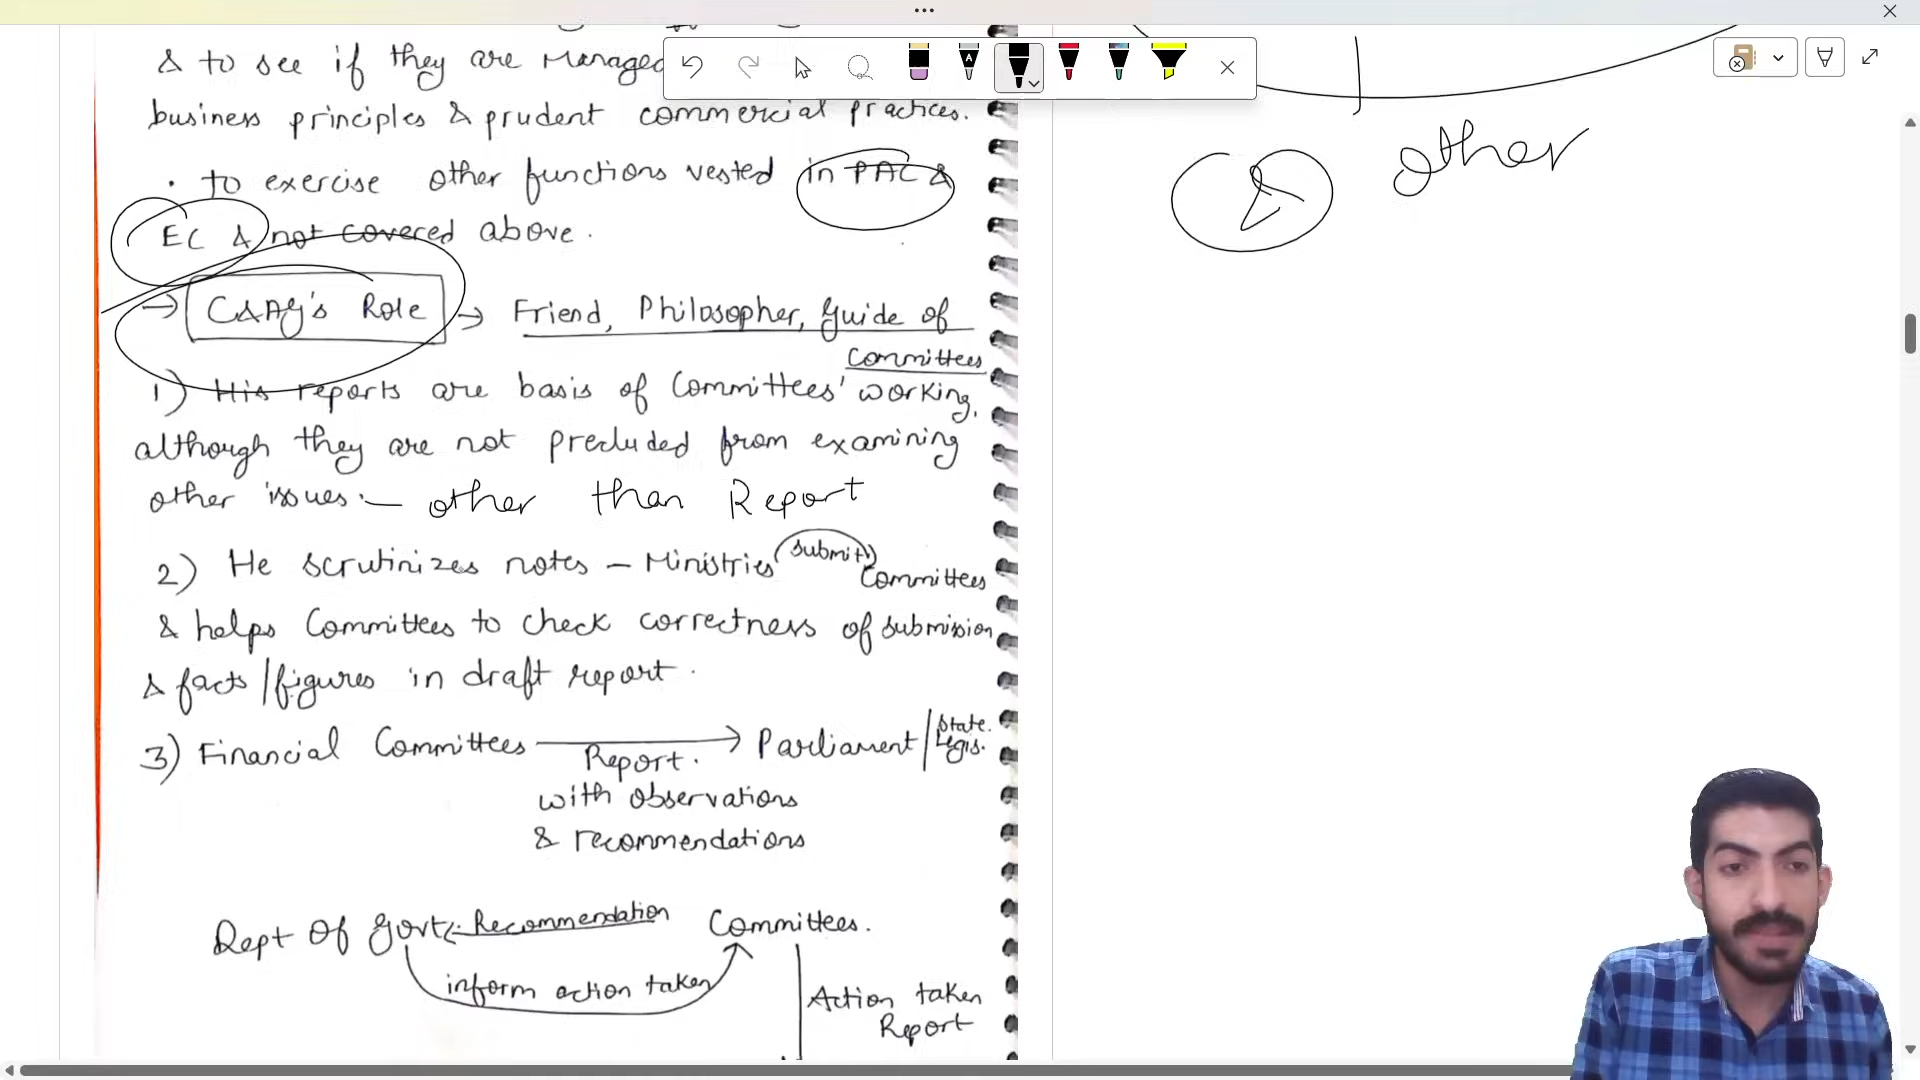 & to see if they are Managed
business principles & prudent commercial practices.
. to exercise other functions vested in PAC &
EC & not covered above.
→ C&AG's Role → Friend, Philosopher, Guide of
Committees
1) His reports are basis of Committees' working,
although they are not precluded from examining
other issues. — other than Report
2) He scrutinizes notes – Ministries submit Committees
& helps Committees to check correctness of submission
& facts/figures in draft report.
3) Financial Committees → Parliament / State Legis.
Report.
with observations
& recommendations
Dept Of Govt ← Recommendation Committees.
inform action taken
Action taken
Report
other